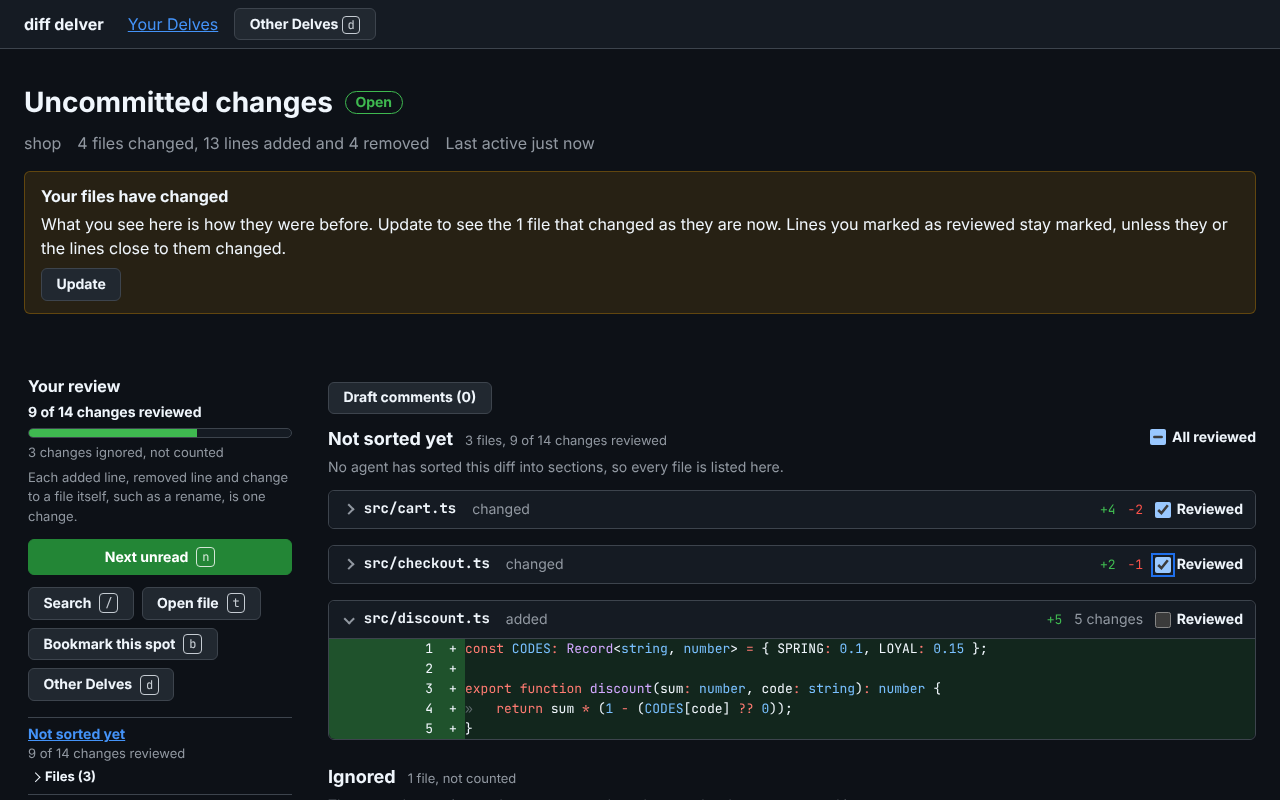 diff delver Your Delves Other Delves d
Uncommitted changes Open
shop 4 files changed, 13 lines added and 4 removed Last active just now
Your files have changed
What you see here is how they were before. Update to see the 1 file that changed as they are now. Lines you marked as reviewed stay marked, unless they or
the lines close to them changed.
Update
Your review
9 of 14 changes reviewed
3 changes ignored, not counted
Each added line, removed line and change
to a file itself, such as a rename, is one
change.
Next unread n
Search / Open file t
Bookmark this spot b
Other Delves d
Not sorted yet
9 of 14 changes reviewed
Files (3)
Draft comments (0)
Not sorted yet 3 files, 9 of 14 changes reviewed All reviewed
No agent has sorted this diff into sections, so every file is listed here.
src/cart.ts changed +4 -2 Reviewed
src/checkout.ts changed +2 -1 Reviewed
src/discount.ts added +5 5 changes Reviewed
1 + const CODES: Record<string, number> = { SPRING: 0.1, LOYAL: 0.15 };
2 +
3 + export function discount(sum: number, code: string): number {
4 + » return sum * (1 - (CODES[code] ?? 0));
5 + }
Ignored 1 file, not counted